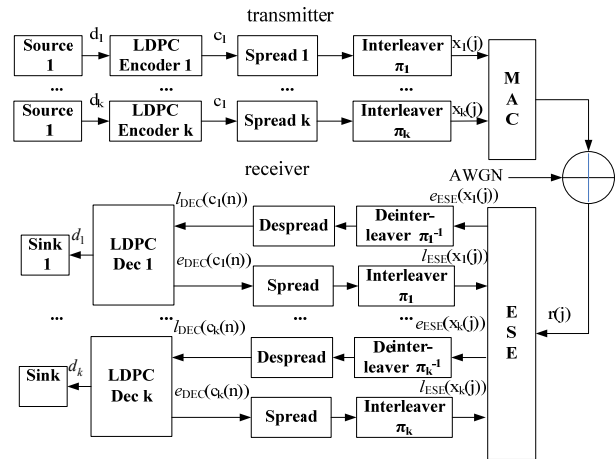 transmitter
Source 1 d1 LDPC Encoder 1 c1 Spread 1 Interleaver π1 x1(j)
... ... ... ...
Source 1 dk LDPC Encoder k c1 Spread k Interleaver πk xk(j)
MAC
receiver
AWGN
lDEC(c1(n)) eESE(x1(j))
Despread Deinter-leaver π1-1
Sink 1 d1 LDPC Dec 1
eDEC(c1(n)) lESE(x1(j))
Spread Interleaver π1
ESE r(j)
... ... ... ...
lDEC(ck(n)) eESE(xk(j))
Despread Deinter-leaver πk-1
Sink dk LDPC Dec k
eDEC(ck(n)) lESE(xk(j))
Spread Interleaver πk